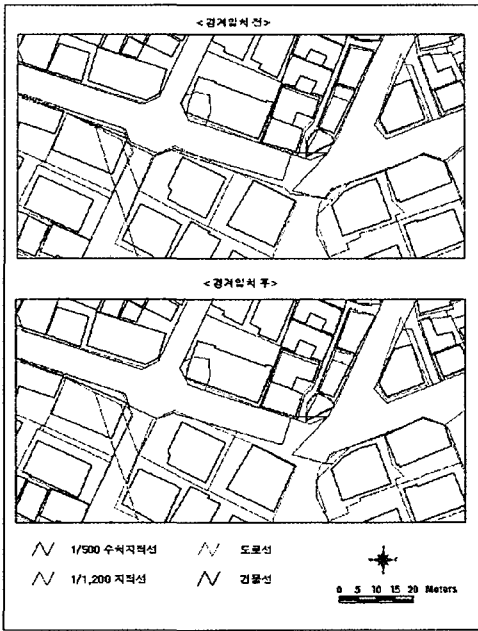 <경계일치 전>
<경계일치 후>
1/500 수치지적선
도로선
1/1,200 지적선
건물선
0 5 10 15 20 Meters